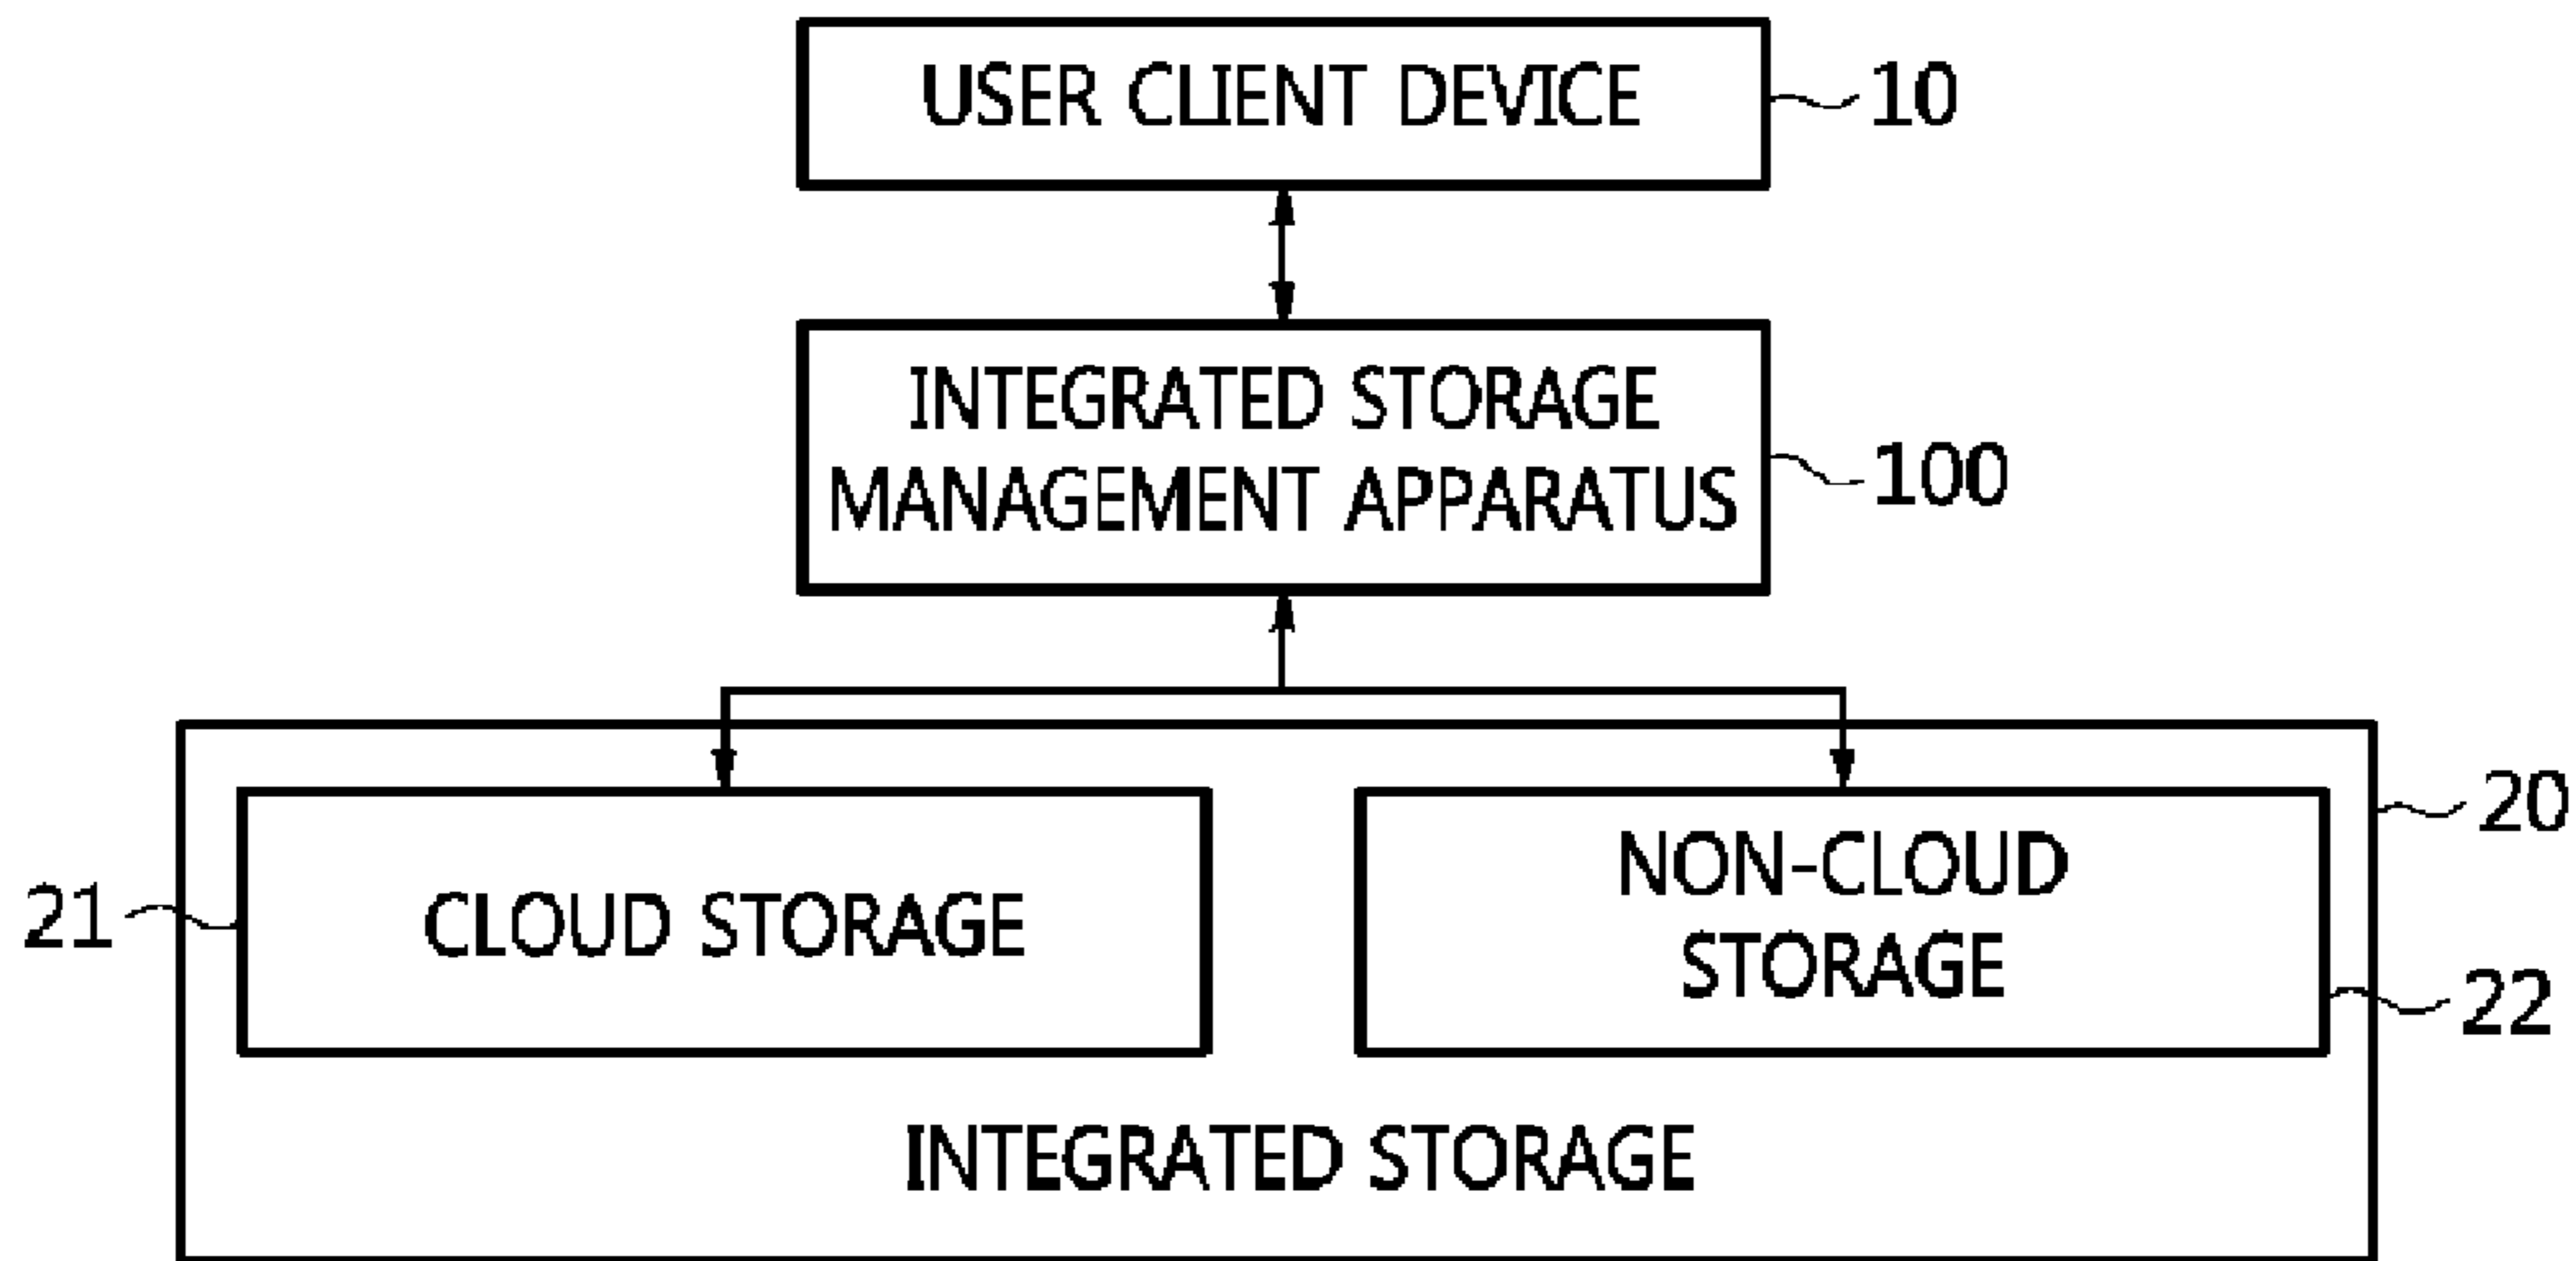 USER CLIENT DEVICE
10
INTEGRATED STORAGE
MANAGEMENT APPARATUS
100
20
21
CLOUD STORAGE
NON-CLOUD
STORAGE
22
INTEGRATED STORAGE